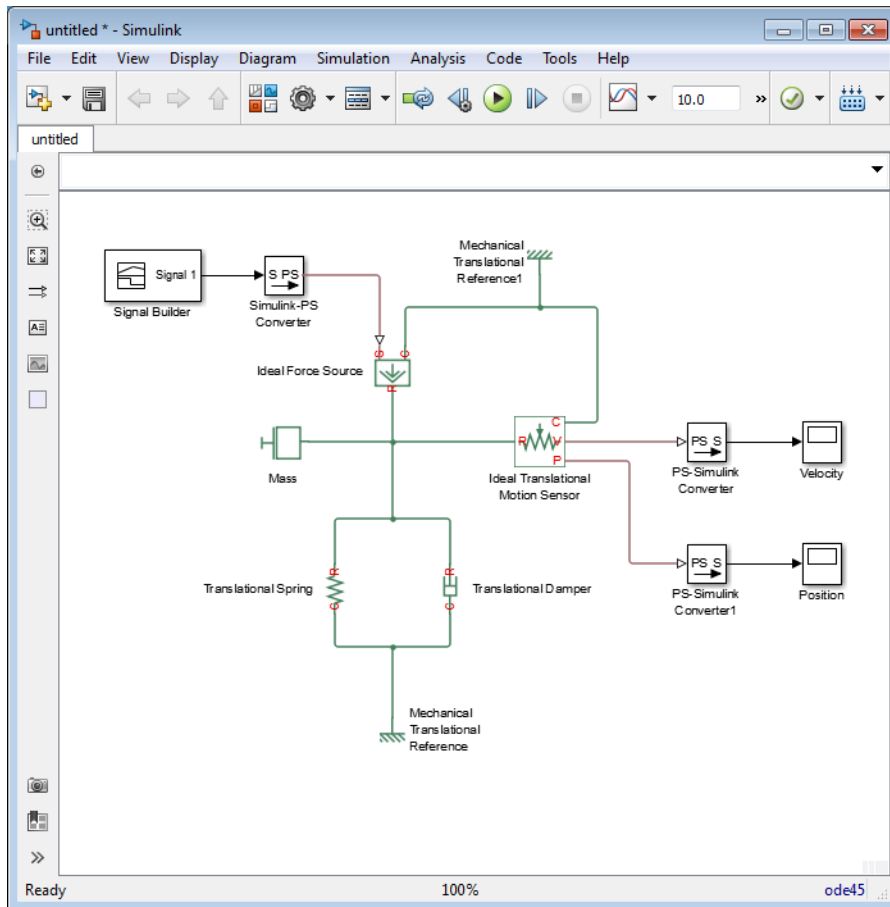 untitled * - Simulink
File Edit View Display Diagram Simulation Analysis Code Tools Help
10.0 »
untitled
Mechanical
Translational
Reference1
Signal 1
Signal Builder
S PS
Simulink-PS
Converter
S C
Ideal Force Source
R
Mass
R C V P
Ideal Translational
Motion Sensor
PS S
PS-Simulink
Converter
Velocity
Translational Spring
R
C
R
C
Translational Damper
PS S
PS-Simulink
Converter1
Position
Mechanical
Translational
Reference
Ready 100% ode45